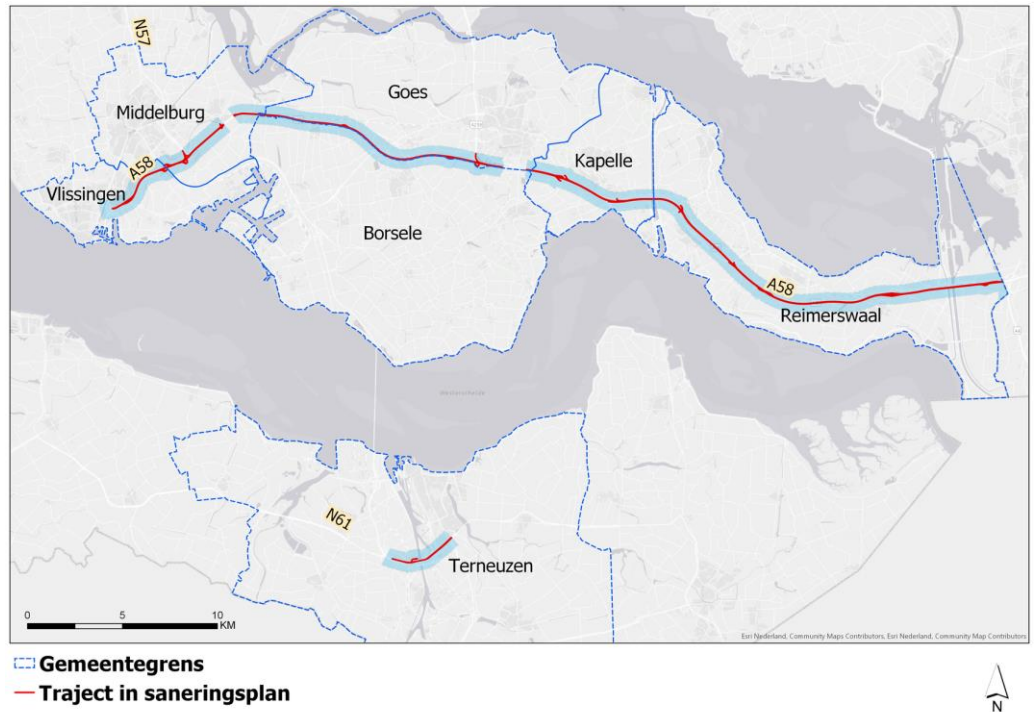 N57
Goes
Middelburg
A58
Kapelle
Vlissingen
Borsele
A58
Reimerswaal
N61
Terneuzen
0 5 10
KM
Esri Nederland, Community Maps Contributors, Esri Nederland, Community Map Contributors
Gemeentegrens
Traject in saneringsplan
N